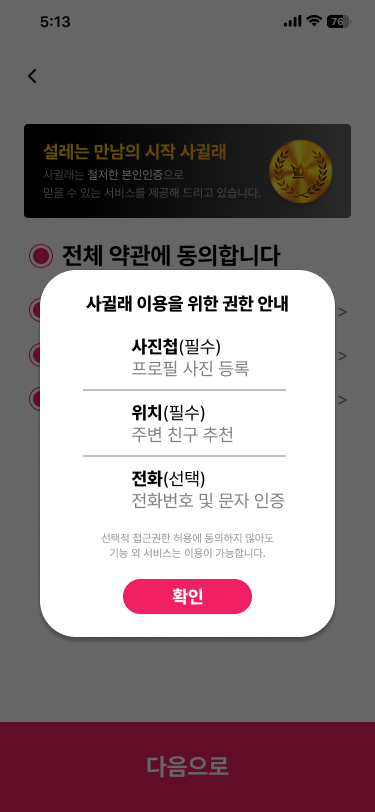 5:13
76
설레는 만남의 시작 사귈래
사귈래는 철저한 본인인증으로
믿을 수 있는 서비스를 제공해 드리고 있습니다.
전체 약관에 동의합니다
사귈래 이용을 위한 권한 안내
>
사진첩(필수)
프로필 사진 등록
>
>
위치(필수)
주변 친구 추천
전화(선택)
전화번호 및 문자 인증
선택적 접근권한 허용에 동의하지 않아도
기능 외 서비스는 이용이 가능합니다.
확인
다음으로